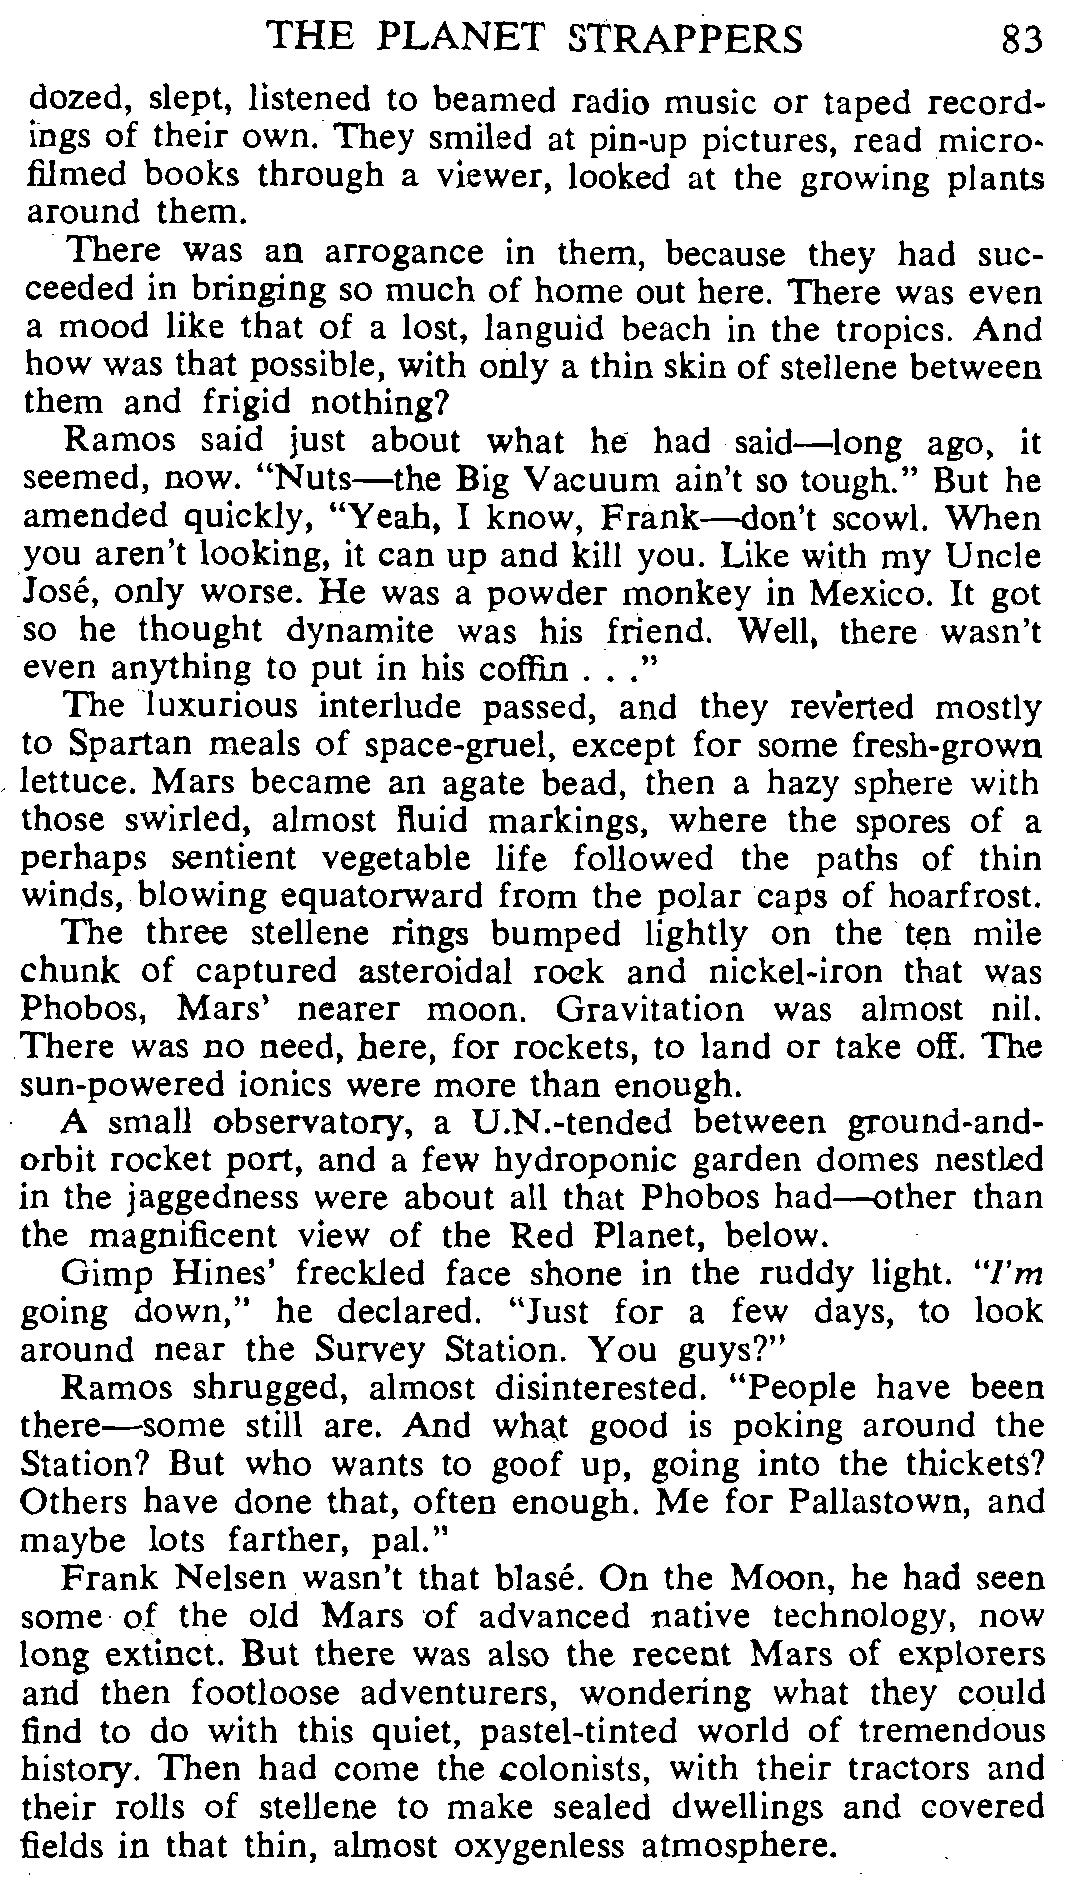 THE PLANET STRAPPERS 83
dozed, slept, listened to beamed radio music or taped record-
ings of their own. They smiled at pin-up pictures, read micro-
filmed books through a viewer, looked at the growing plants
around them.
There was an arrogance in them, because they had suc-
ceeded in bringing so much of home out here. There was even
a mood like that of a lost, languid beach in the tropics. And
how was that possible, with only a thin skin of stellene between
them and frigid nothing?
Ramos said just about what he had said—long ago, it
seemed, now. “Nuts—the Big Vacuum ain't so tough.” But he
amended quickly, “Yeah, I know, Frank—don't scowl. When
you aren't looking, it can up and kill you. Like with my Uncle
José, only worse. He was a powder monkey in Mexico. It got
so he thought dynamite was his friend. Well, there wasn't
even anything to put in his coffin . . .”
The luxurious interlude passed, and they reverted mostly
to Spartan meals of space-gruel, except for some fresh-grown
lettuce. Mars became an agate bead, then a hazy sphere with
those swirled, almost fluid markings, where the spores of a
perhaps sentient vegetable life followed the paths of thin
winds, blowing equatorward from the polar caps of hoarfrost.
The three stellene rings bumped lightly on the ten mile
chunk of captured asteroidal rock and nickel-iron that was
Phobos, Mars' nearer moon. Gravitation was almost nil.
There was no need, here, for rockets, to land or take off. The
sun-powered ionics were more than enough.
A small observatory, a U.N.-tended between ground-and-
orbit rocket port, and a few hydroponic garden domes nestled
in the jaggedness were about all that Phobos had—other than
the magnificent view of the Red Planet, below.
Gimp Hines' freckled face shone in the ruddy light. “I'm
going down,” he declared. “Just for a few days, to look
around near the Survey Station. You guys?”
Ramos shrugged, almost disinterested. “People have been
there—some still are. And what good is poking around the
Station? But who wants to goof up, going into the thickets?
Others have done that, often enough. Me for Pallastown, and
maybe lots farther, pal.”
Frank Nelsen wasn't that blasé. On the Moon, he had seen
some of the old Mars of advanced native technology, now
long extinct. But there was also the recent Mars of explorers
and then footloose adventurers, wondering what they could
find to do with this quiet, pastel-tinted world of tremendous
history. Then had come the colonists, with their tractors and
their rolls of stellene to make sealed dwellings and covered
fields in that thin, almost oxygenless atmosphere.